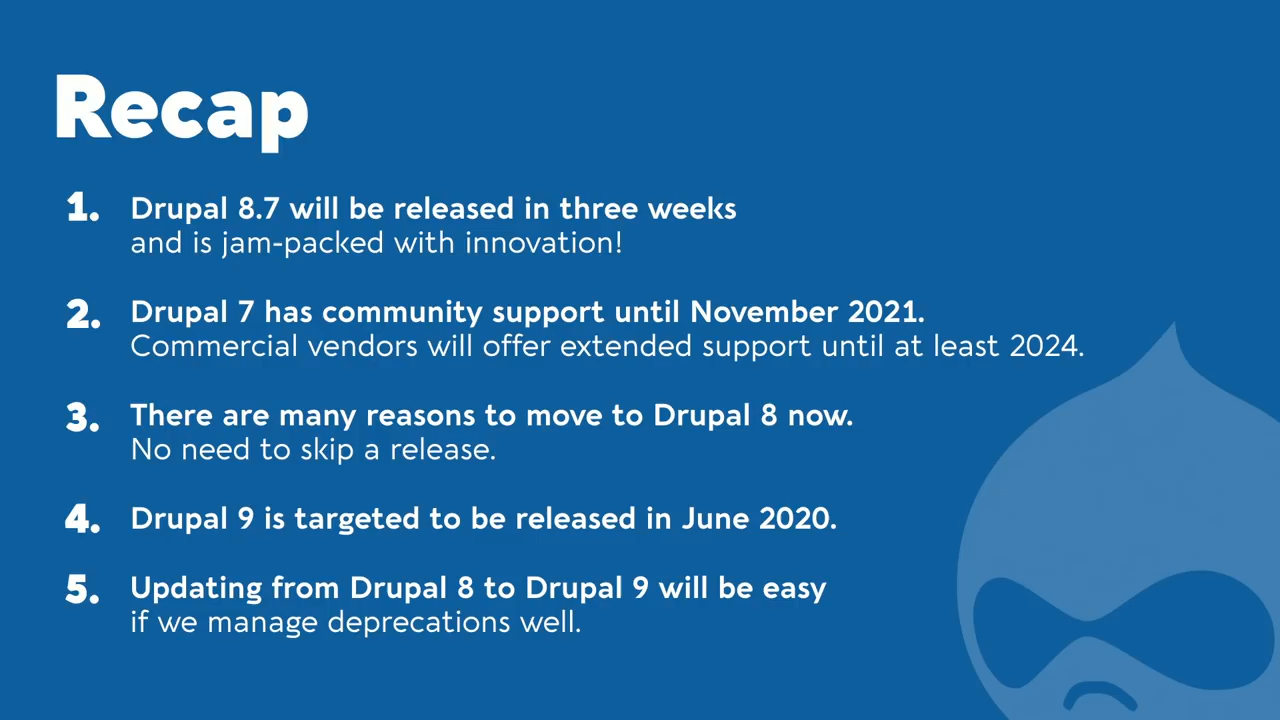 Recap
1. Drupal 8.7 will be released in three weeks
and is jam-packed with innovation!
2. Drupal 7 has community support until November 2021.
Commercial vendors will offer extended support until at least 2024.
3. There are many reasons to move to Drupal 8 now.
No need to skip a release.
4. Drupal 9 is targeted to be released in June 2020.
5. Updating from Drupal 8 to Drupal 9 will be easy
if we manage deprecations well.